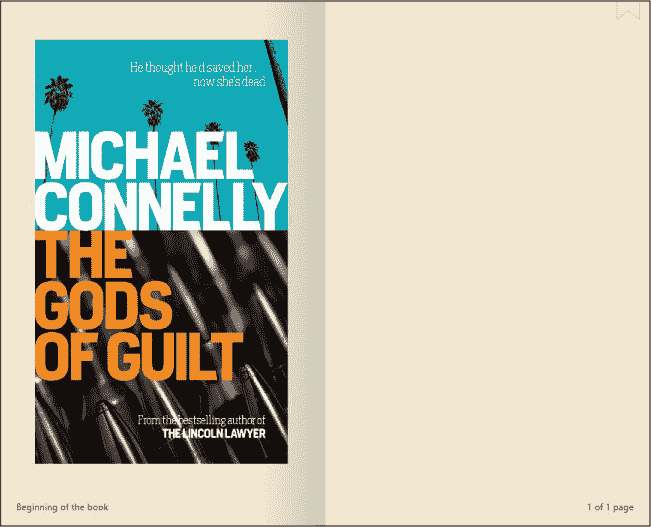 He thought he'd saved her...
now she's dead
MICHAEL
CONNELLY
THE
GODS
OF GUILT
From the bestselling author of
THE LINCOLN LAWYER
Beginning of the book
1 of 1 page